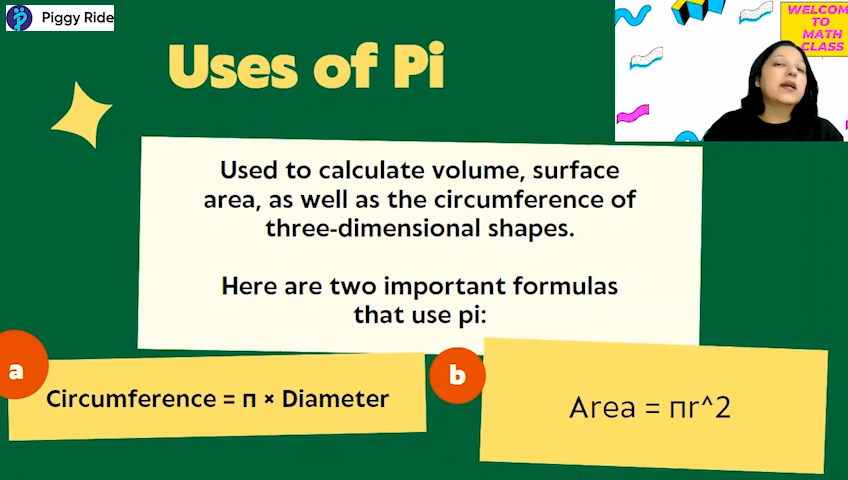 Piggy Ride
WELCOM
TO
MATH
CLASS
Uses of Pi
Used to calculate volume, surface
area, as well as the circumference of
three-dimensional shapes.
Here are two important formulas
that use pi:
a
Circumference = п × Diameter
b
Area = пr^2